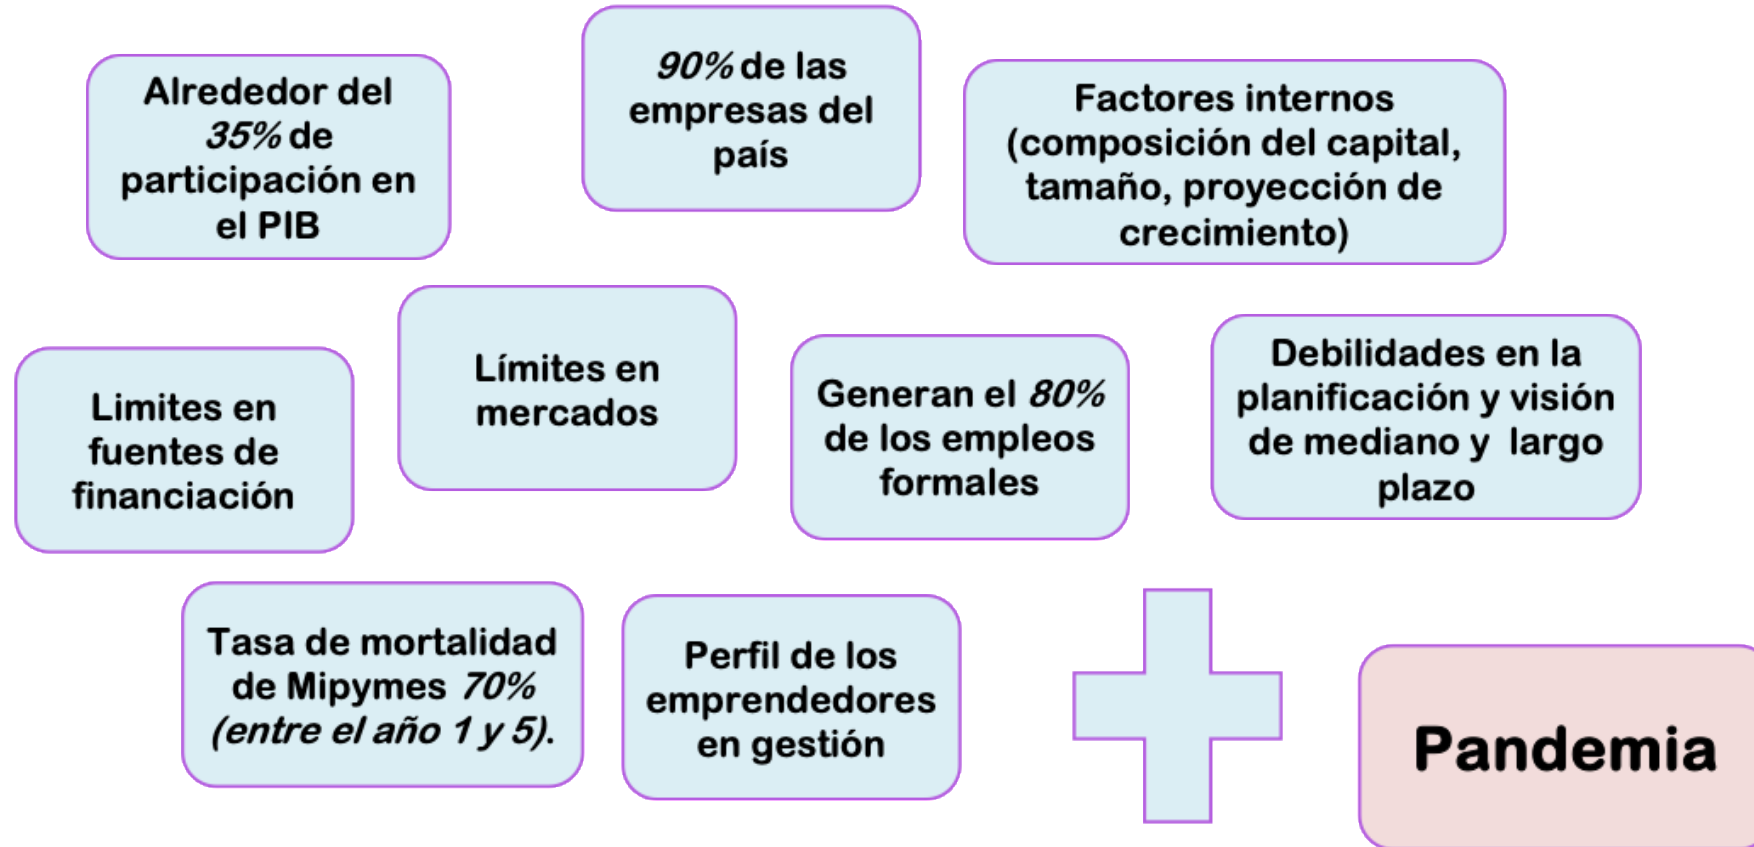 Alrededor del
35% de
participación en
el PIB
90% de las
empresas del
país
Factores internos
(composición del capital,
tamaño, proyección de
crecimiento)
Limites en
fuentes de
financiación
Límites en
mercados
Generan el 80%
de los empleos
formales
Debilidades en la
planificación y visión
de mediano y largo
plazo
Tasa de mortalidad
de Mipymes 70%
(entre el año 1 y 5).
Perfil de los
emprendedores
en gestión
Pandemia